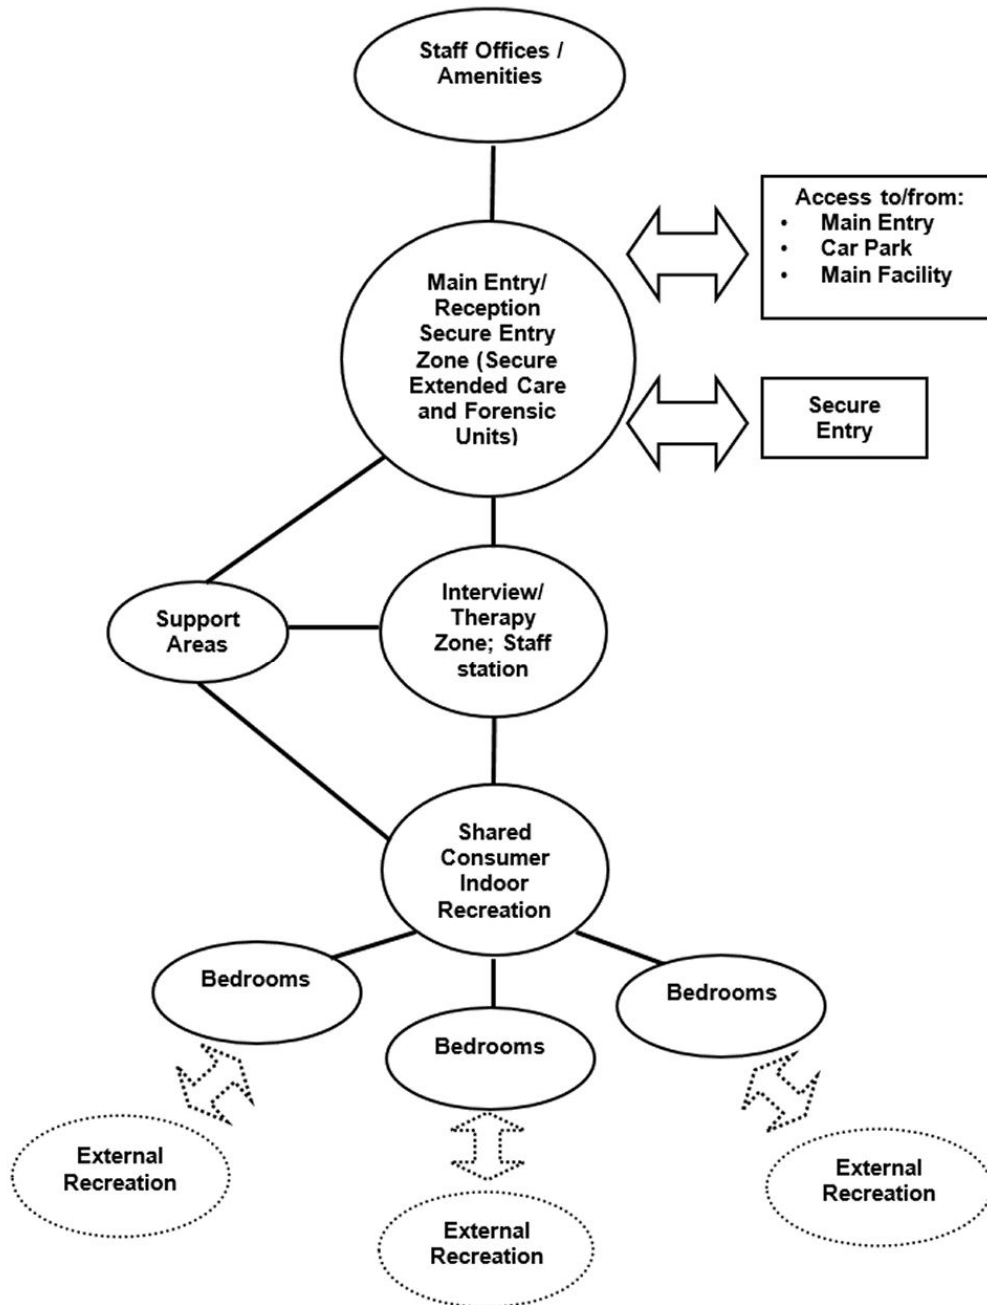 Staff Offices /
Amenities
Access to/from:
• Main Entry
• Car Park
• Main Facility
Main Entry/
Reception
Secure Entry
Zone (Secure
Extended Care
and Forensic
Units)
Secure
Entry
Support
Areas
Interview/
Therapy
Zone; Staff
station
Shared
Consumer
Indoor
Recreation
Bedrooms
Bedrooms
Bedrooms
External
Recreation
External
Recreation
External
Recreation